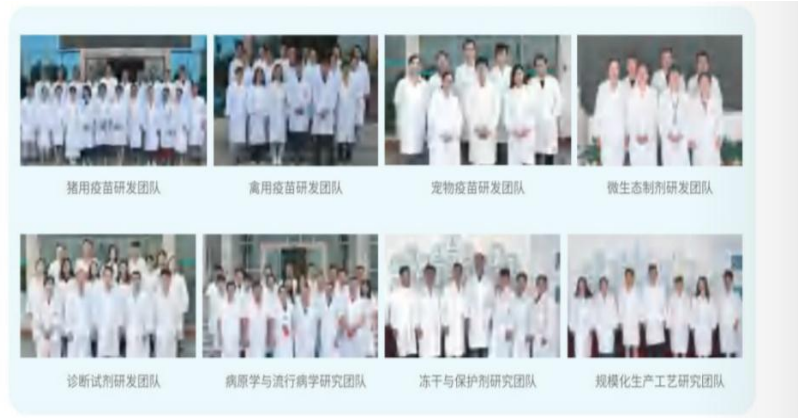 猪用疫苗研发团队
禽用疫苗研发团队
宠物疫苗研发团队
微生态制剂研发团队
诊断试剂研发团队
病原学与流行病学研究团队
冻干与保护剂研究团队
规模化生产工艺研究团队